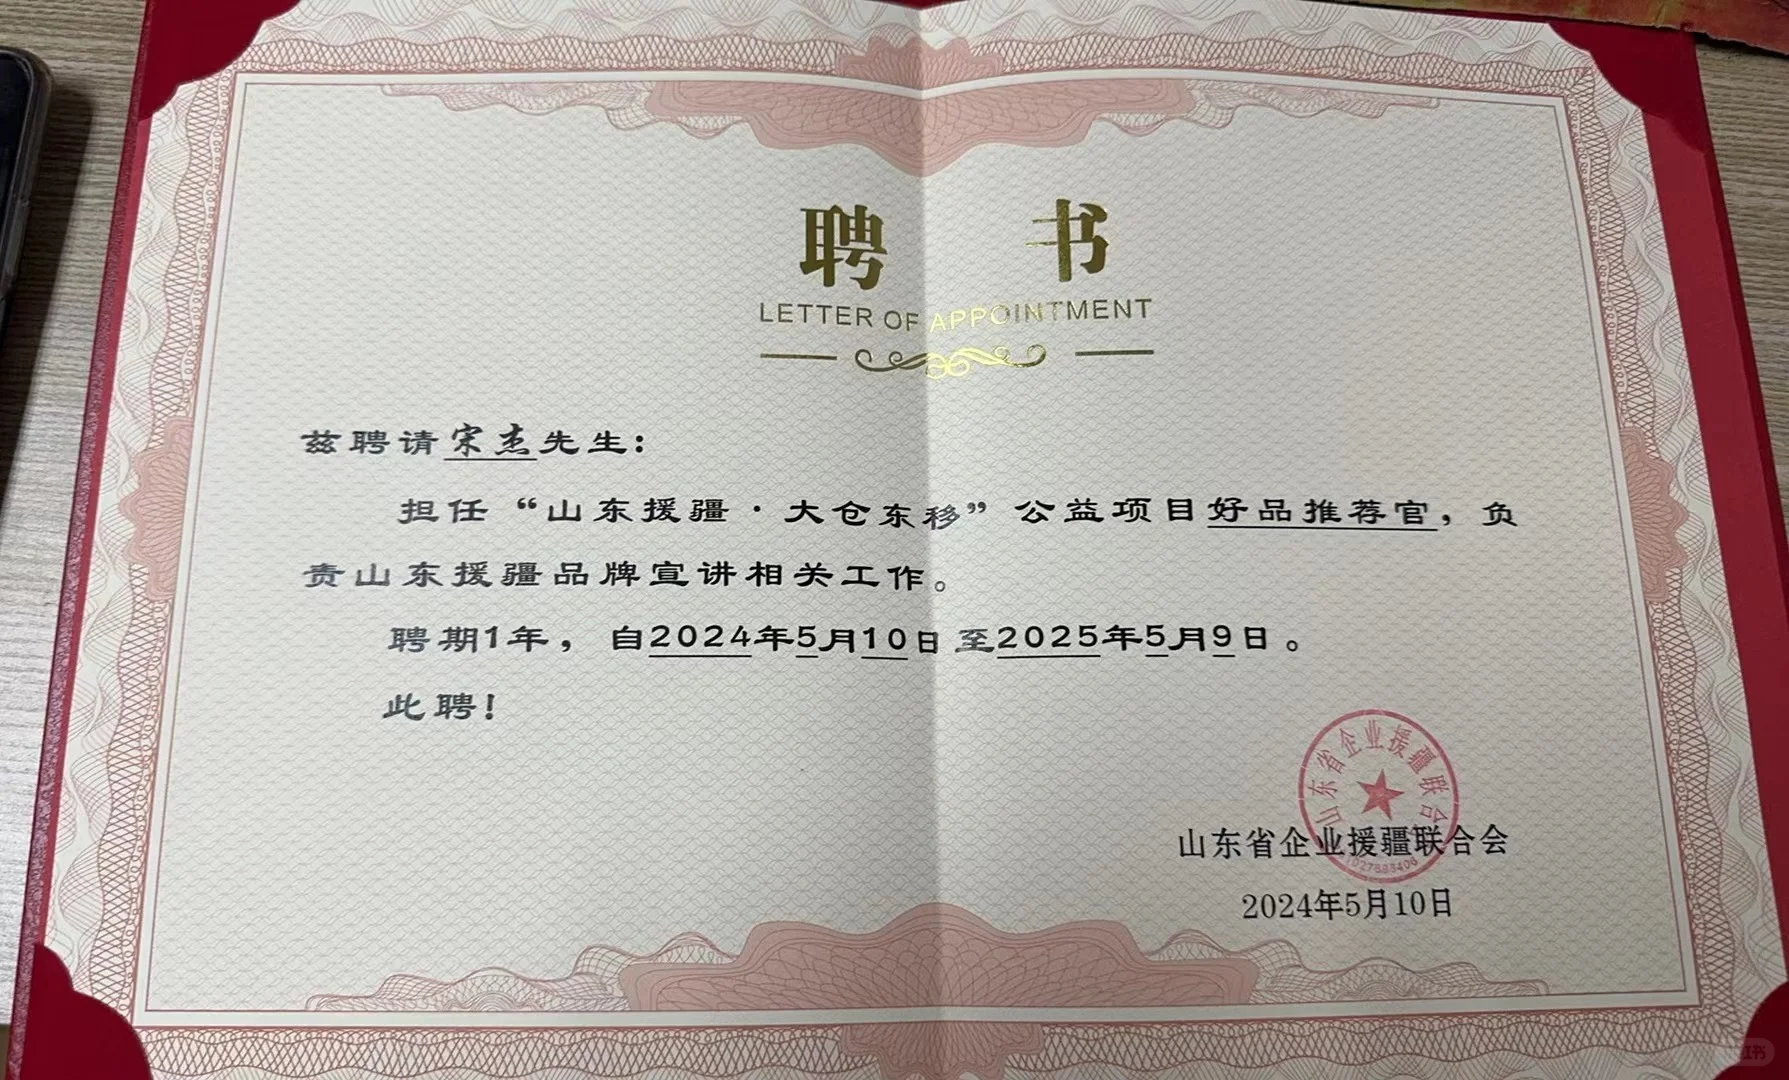 聘 书
LETTER OF APPOINTMENT
兹聘请宋杰先生：
担任“山东援疆·大仓东移”公益项目好品推荐官，负
责山东援疆品牌宣讲相关工作。
聘期1年，自2024年5月10日至2025年5月9日。
此聘！
山东省企业援疆联合
山东省企业援疆联合会
2024年5月10日